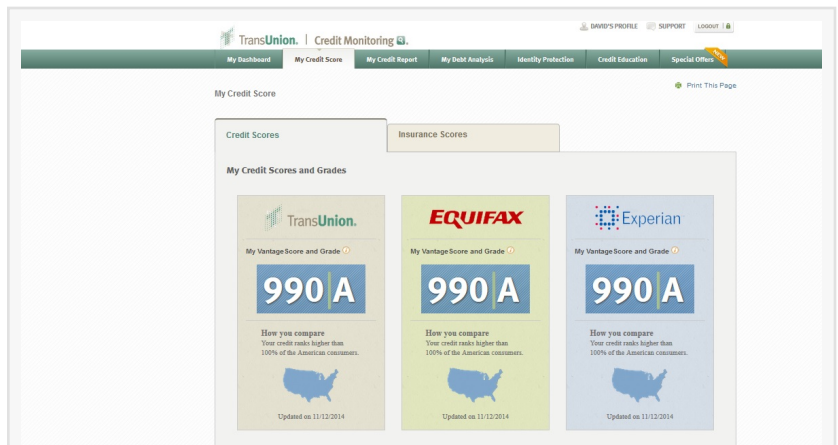 DAVID'S PROFILE SUPPORT LOGOUT
TransUnion. | Credit Monitoring
My Dashboard My Credit Score My Credit Report My Debt Analysis Identity Protection Credit Education Special Offers NEW
My Credit Score
Print This Page
Credit Scores Insurance Scores
My Credit Scores and Grades
TransUnion.
My VantageScore and Grade
990 A
How you compare
Your credit ranks higher than
100% of the American consumers.
Updated on 11/12/2014
EQUIFAX
My VantageScore and Grade
990 A
How you compare
Your credit ranks higher than
100% of the American consumers.
Updated on 11/12/2014
Experian
My VantageScore and Grade
990 A
How you compare
Your credit ranks higher than
100% of the American consumers.
Updated on 11/12/2014